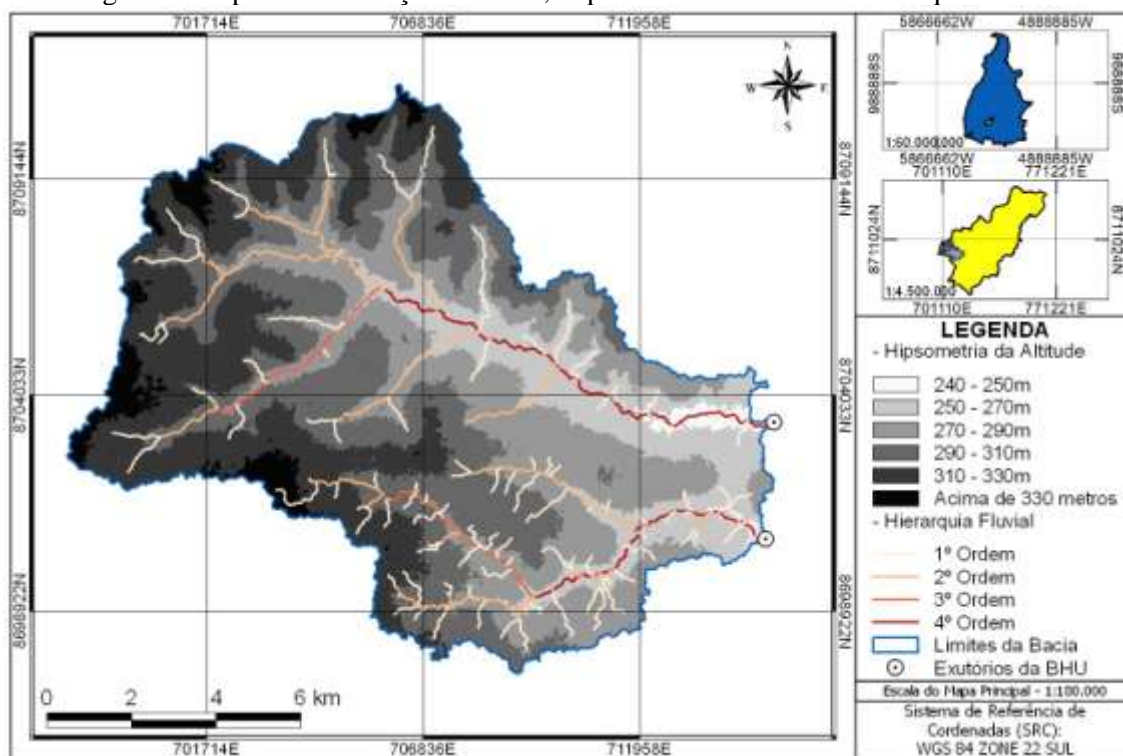 701714E 706836E 711958E
8709144N
8704033N
8698922N
8709144N
8704033N
8698922N
N
W E
S
0 2 4 6 km
701714E 706836E 711958E
5866662W 4888885W
9888888S
9888888S
1:60.000.000
5866662W 4888885W
701110E 771221E
8711024N
8711024N
1:4.500.000
701110E 771221E
LEGENDA
- Hipsometria da Altitude
240 - 250m
250 - 270m
270 - 290m
290 - 310m
310 - 330m
Acima de 330 metros
- Hierarquia Fluvial
1º Ordem
2º Ordem
3º Ordem
4º Ordem
Limites da Bacia
Exutórios da BHU
Escala do Mapa Principal - 1:100.000
Sistema de Referência de
Cordenadas (SRC):
WGS 84 ZONE 22 SUL